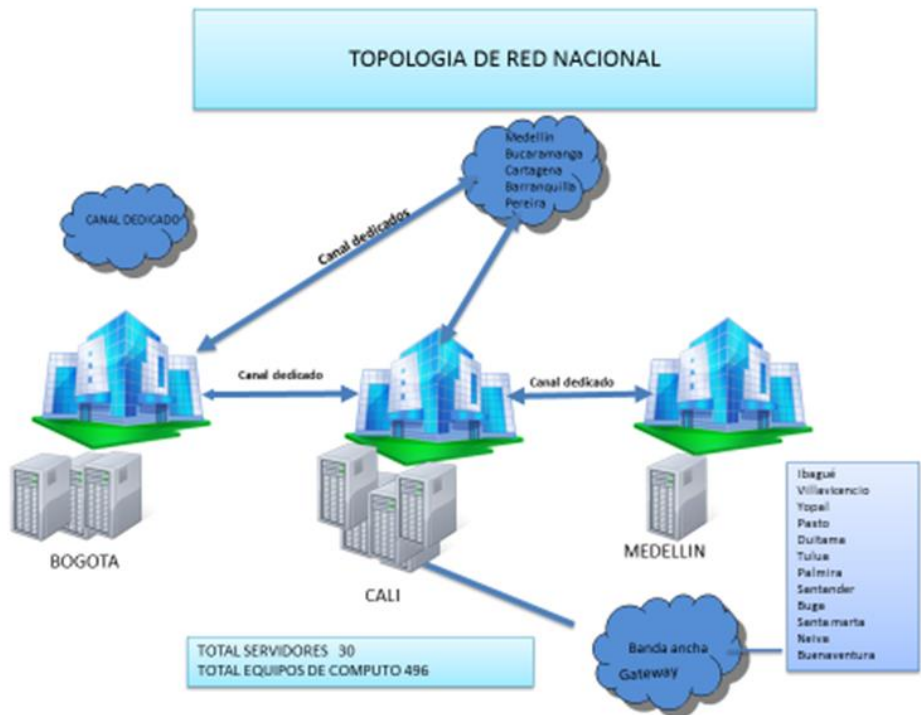 TOPOLOGIA DE RED NACIONAL
Medellin
Bucaramanga
Cartagena
Barranquilla
Pereira
CANAL DEDICADO
Canal dedicados
Canal dedicado
Canal dedicado
BOGOTA
CALI
MEDELLIN
Ibagué
Villavicencio
Yopal
Pasto
Duitama
Tulua
Palmira
Santander
Buga
Santa marta
Neiva
Buenaventura
Banda ancha
Gateway
TOTAL SERVIDORES 30
TOTAL EQUIPOS DE COMPUTO 496